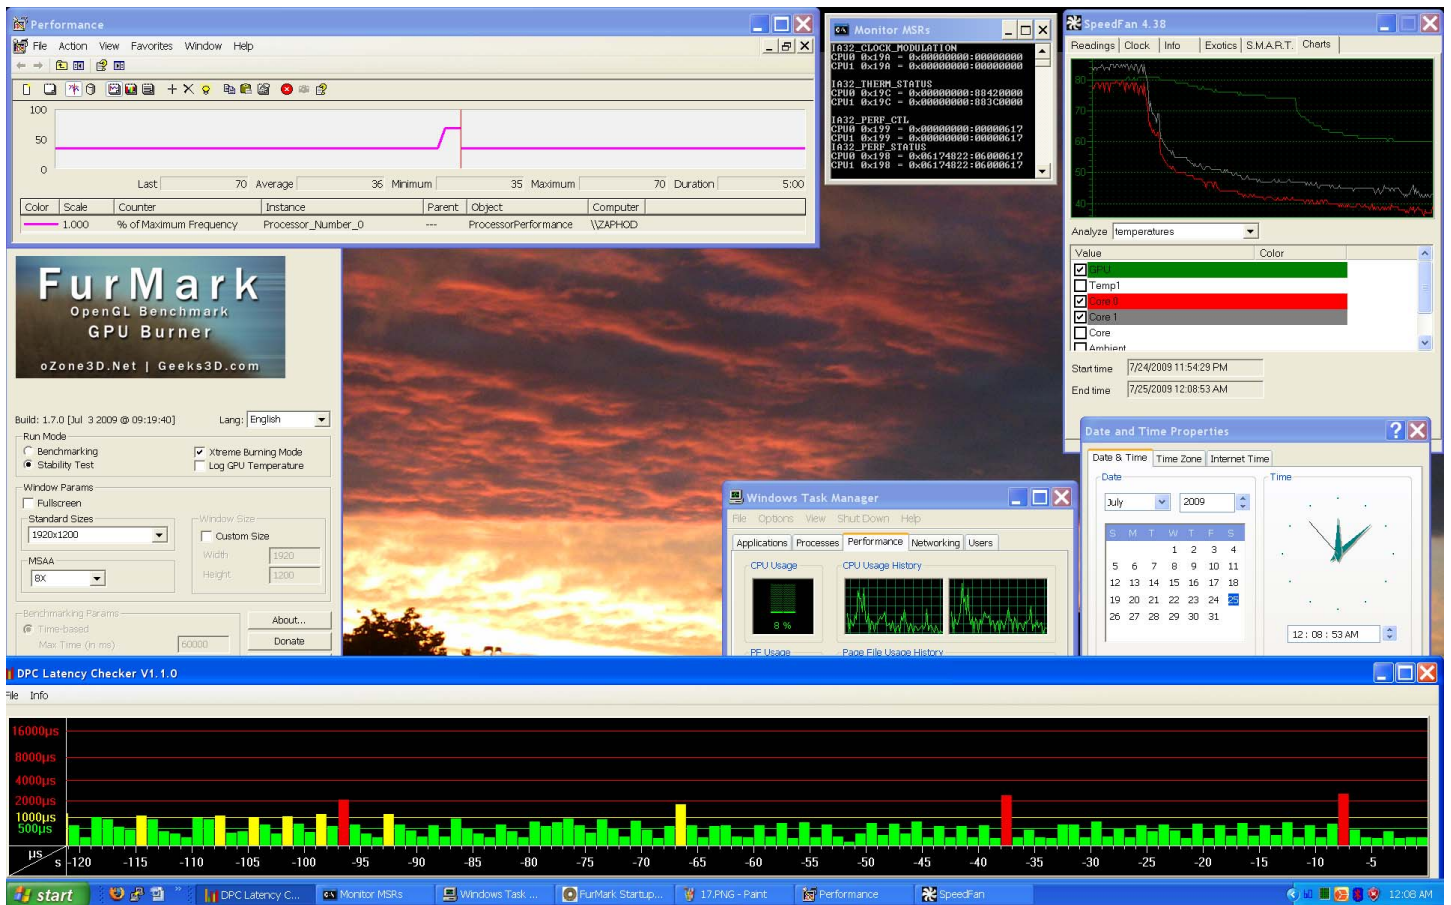 Performance
File Action View Favorites Window Help
100
50
0
Last 70 Average 36 Minimum 35 Maximum 70 Duration 5:00
Color Scale Counter Instance Parent Object Computer
1.000 % of Maximum Frequency Processor_Number_0 --- ProcessorPerformance \\ZAPHOD
Monitor MSRs
IA32_CLOCK_MODULATION
CPU0 0x19A = 0x00000000:00000000
CPU1 0x19A = 0x00000000:00000000
IA32_THERM_STATUS
CPU0 0x19C = 0x00000000:88420000
CPU1 0x19C = 0x00000000:883C0000
IA32_PERF_CTL
CPU0 0x199 = 0x00000000:00000617
CPU1 0x199 = 0x00000000:00000617
IA32_PERF_STATUS
CPU0 0x198 = 0x06174822:06000617
CPU1 0x198 = 0x06174822:06000617
SpeedFan 4.38
Readings Clock Info Exotics S.M.A.R.T. Charts
80
70
60
50
40
Analyze temperatures
Value Color
GPU
Temp1
Core 0
Core 1
Core
Ambient
Start time 7/24/2009 11:54:29 PM
End time 7/25/2009 12:08:53 AM
FurMark
OpenGL Benchmark
GPU Burner
oZone3D.Net | Geeks3D.com
Build: 1.7.0 [Jul 3 2009 @ 09:19:40] Lang: English
Run Mode
Benchmarking
Stability Test
Xtreme Burning Mode
Log GPU Temperature
Window Params
Fullscreen
Standard Sizes
1920x1200
MSAA
8X
Window Size
Custom Size
Width 1920
Height 1200
Benchmarking Params
Time-based
Max Time (in ms) 60000
About...
Donate
Windows Task Manager
File Options View Shut Down Help
Applications Processes Performance Networking Users
CPU Usage CPU Usage History
8 %
PF Usage Page File Usage History
Date and Time Properties
Date & Time Time Zone Internet Time
Date
July 2009
S M T W T F S
1 2 3 4
5 6 7 8 9 10 11
12 13 14 15 16 17 18
19 20 21 22 23 24 25
26 27 28 29 30 31
Time
12:08:53 AM
DPC Latency Checker V1.1.0
File Info
16000µs
8000µs
4000µs
2000µs
1000µs
500µs
µs
s -120 -115 -110 -105 -100 -95 -90 -85 -80 -75 -70 -65 -60 -55 -50 -45 -40 -35 -30 -25 -20 -15 -10 -5
start DPC Latency C... Monitor MSRs Windows Task ... FurMark Startup... 17.PNG - Paint Performance SpeedFan 12:08 AM